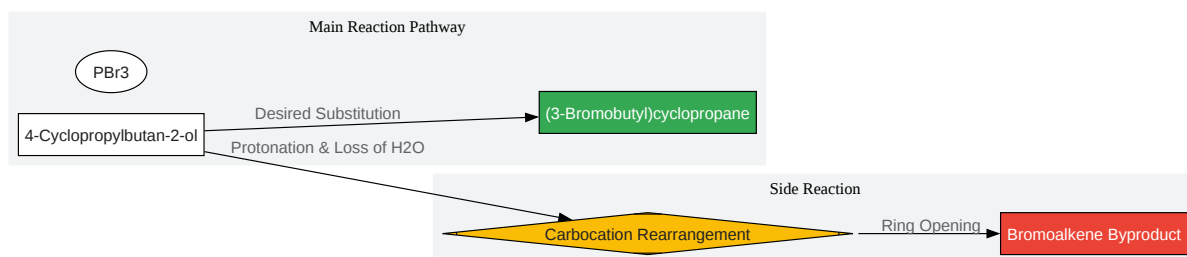 Main Reaction Pathway
PBr3
4-Cyclopropylbutan-2-ol
Desired Substitution
(3-Bromobutyl)cyclopropane
Protonation & Loss of H2O
Side Reaction
Carbocation Rearrangement
Ring Opening
Bromoalkene Byproduct